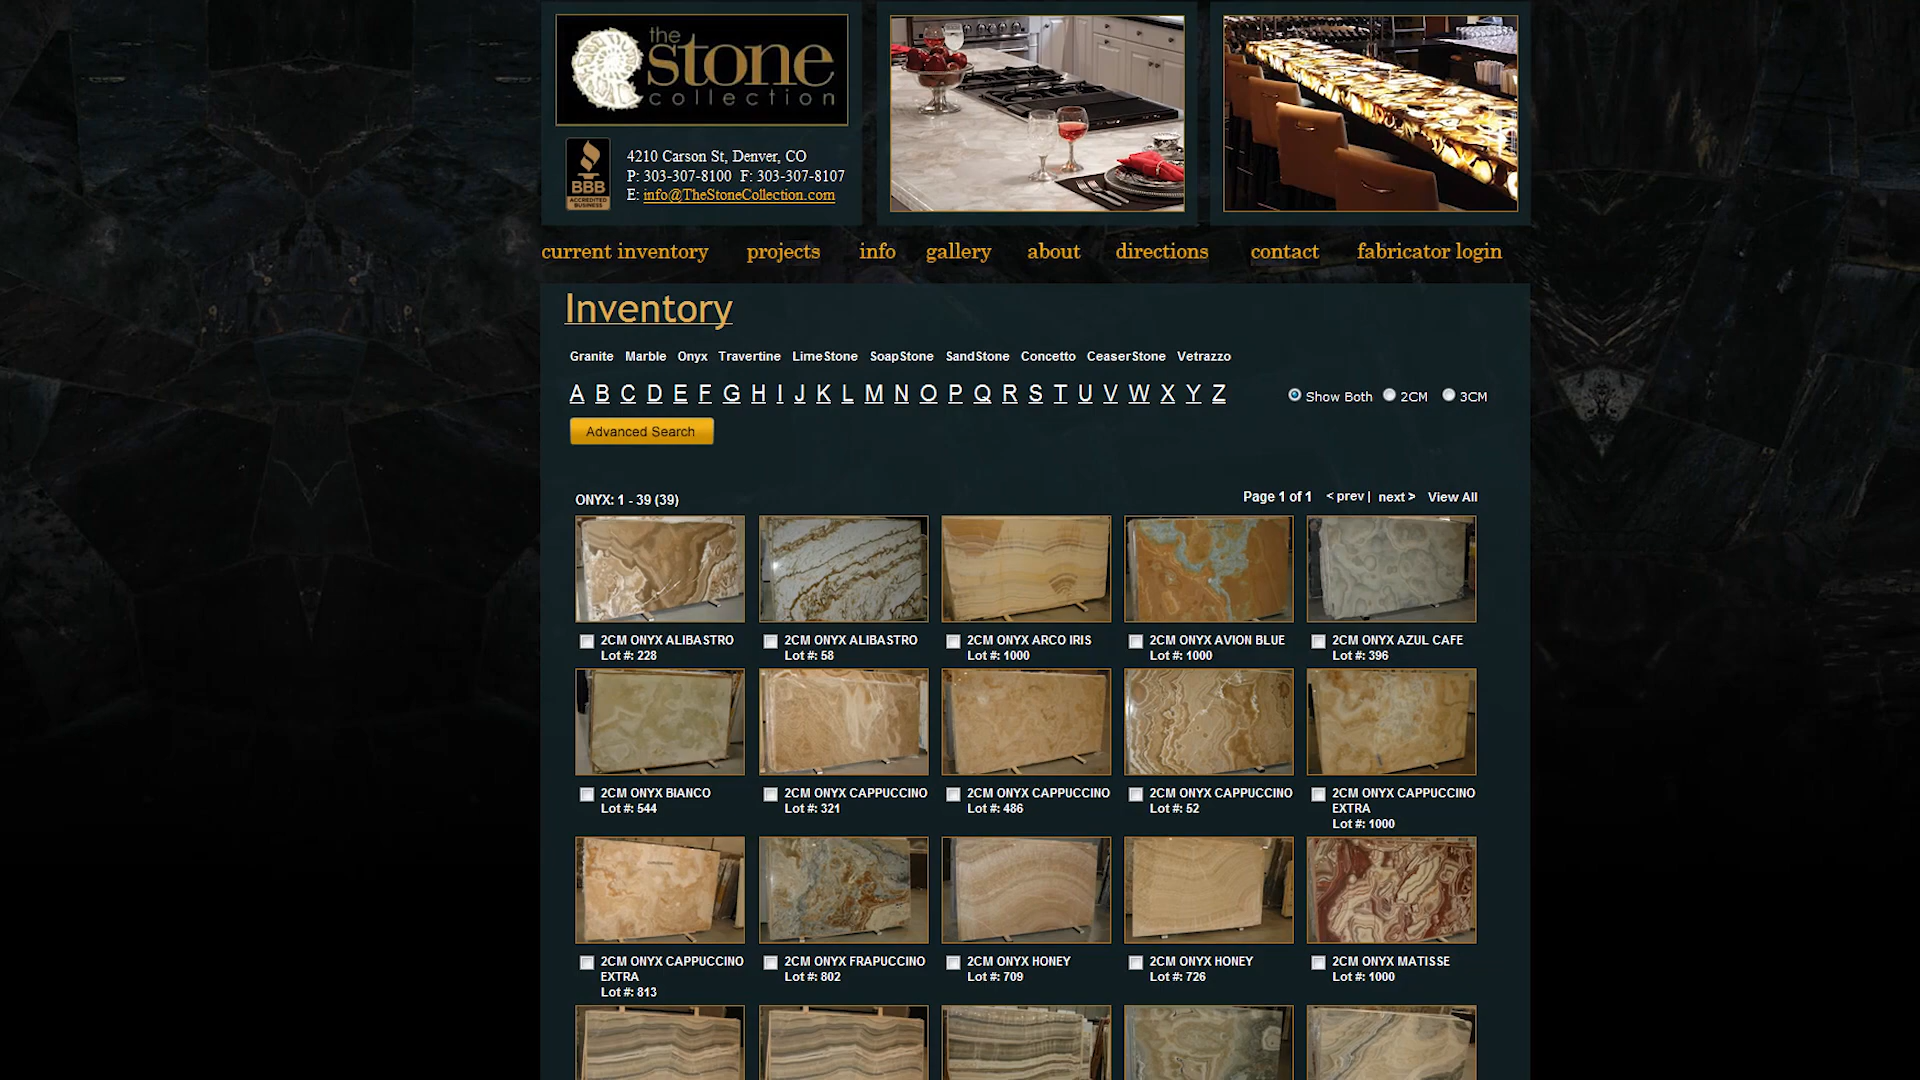 the
stone
collection
BBB
ACCREDITED
BUSINESS
4210 Carson St, Denver, CO
P: 303-307-8100 F: 303-307-8107
E: info@TheStoneCollection.com
current inventory projects info gallery about directions contact fabricator login
Inventory
Granite Marble Onyx Travertine LimeStone SoapStone SandStone Concetto CeaserStone Vetrazzo
A B C D E F G H I J K L M N O P Q R S T U V W X Y Z
Show Both 2CM 3CM
Advanced Search
ONYX: 1 - 39 (39)
Page 1 of 1 < prev | next > View All
2CM ONYX ALIBASTRO
Lot #: 228
2CM ONYX ALIBASTRO
Lot #: 58
2CM ONYX ARCO IRIS
Lot #: 1000
2CM ONYX AVION BLUE
Lot #: 1000
2CM ONYX AZUL CAFE
Lot #: 396
2CM ONYX BIANCO
Lot #: 544
2CM ONYX CAPPUCCINO
Lot #: 321
2CM ONYX CAPPUCCINO
Lot #: 486
2CM ONYX CAPPUCCINO
Lot #: 52
2CM ONYX CAPPUCCINO
EXTRA
Lot #: 1000
2CM ONYX CAPPUCCINO
EXTRA
Lot #: 813
2CM ONYX FRAPUCCINO
Lot #: 802
2CM ONYX HONEY
Lot #: 709
2CM ONYX HONEY
Lot #: 726
2CM ONYX MATISSE
Lot #: 1000